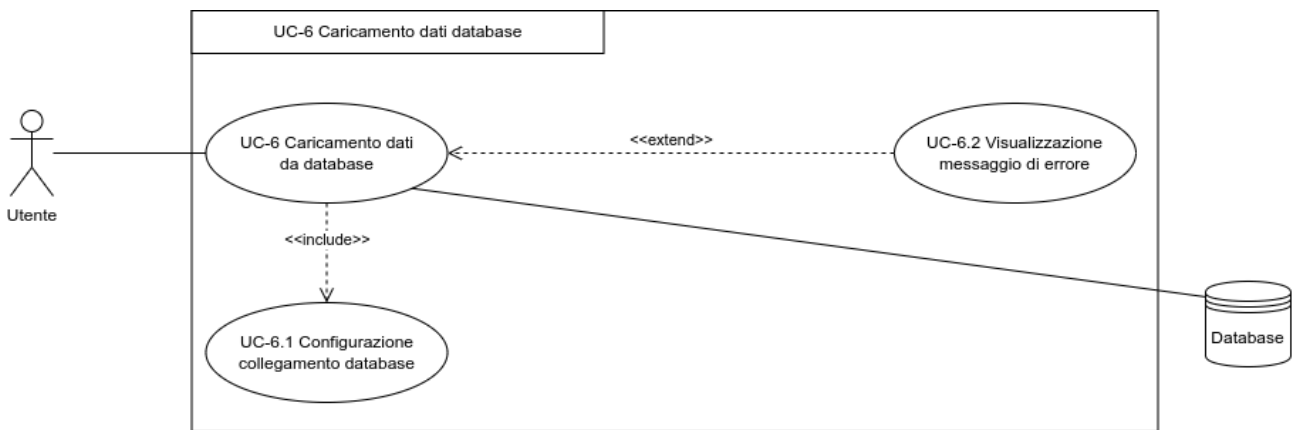 UC-6 Caricamento dati database
UC-6 Caricamento dati
da database
<<extend>>
UC-6.2 Visualizzazione
messaggio di errore
Utente
<<include>>
UC-6.1 Configurazione
collegamento database
Database